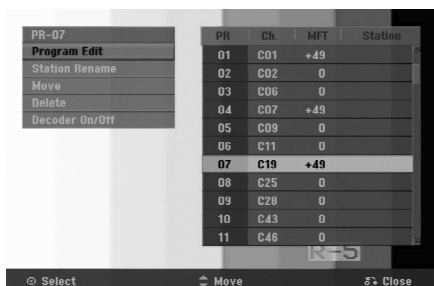 PR-07
Program Edit
Station Rename
Move
Delete
Decoder On/Off
PR Ch. MFT Station
01 C01 +49
02 C02 0
03 C06 0
04 C07 +49
05 C09 0
06 C11 0
07 C19 +49
08 C25 0
09 C28 0
10 C43 0
11 C46 0
R-5
Select Move Close